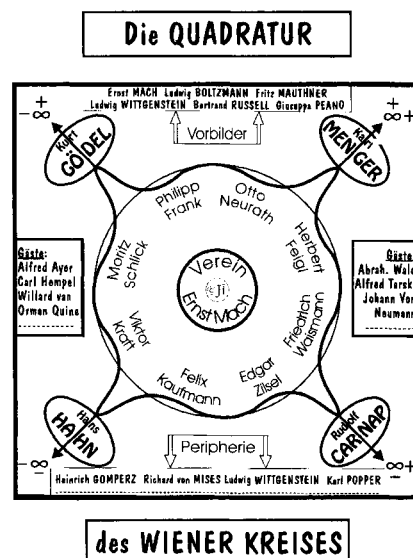 Die QUADRATUR
Ernst MACH Ludwig BOLTZMANN Fritz MAUTHNER
Ludwig WITTGENSTEIN Bertrand RUSSELL Giuseppe PEANO
Vorbilder
+
-∞
Kurt
GÖDEL
+
-∞
Karl
MENGER
Philipp
Frank
Otto
Neurath
Moritz
Schlick
Herbert
Feigl
Verein
Ernst Mach
Gäste:
Alfred Ayer
Carl Hempel
Willard van
Orman Quine
Gäste
Abrah. Wald
Alfred Tarsk
Johann Von
Neumann
Viktor
Kraft
Friedrich
Waismann
Felix
Kaufmann
Edgar
Zilsel
Hans
HAHN
-∞
+
Rudolf
CARNAP
-∞+
Peripherie
Heinrich GOMPERZ Richard von MISES Ludwig WITTGENSTEIN Karl POPPER
des WIENER KREISES